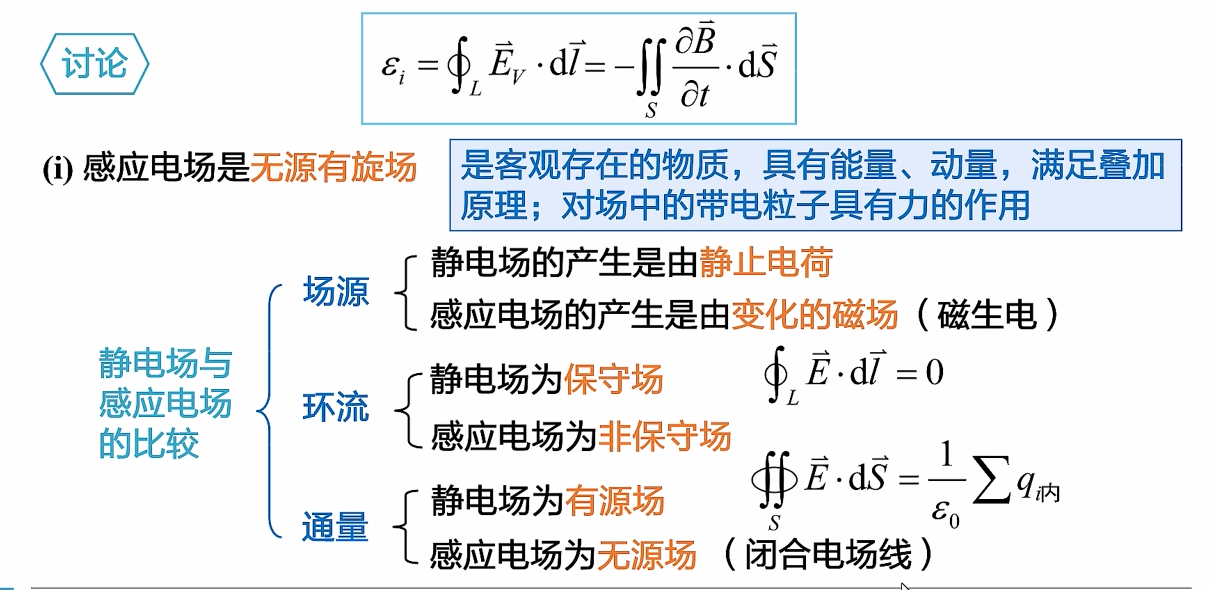 讨论
$\varepsilon_i = \oint_L \vec{E}_V \cdot \mathrm{d}\vec{l} = -\iint_S \frac{\partial \vec{B}}{\partial t} \cdot \mathrm{d}\vec{S}$
(i) 感应电场是无源有旋场
是客观存在的物质，具有能量、动量，满足叠加
原理；对场中的带电粒子具有力的作用
静电场与
感应电场
的比较
场源
静电场的产生是由静止电荷
感应电场的产生是由变化的磁场（磁生电）
环流
静电场为保守场
$\oint_L \vec{E} \cdot \mathrm{d}\vec{l} = 0$
感应电场为非保守场
通量
静电场为有源场
$\oiint_S \vec{E} \cdot \mathrm{d}\vec{S} = \frac{1}{\varepsilon_0} \sum q_{i内}$
感应电场为无源场（闭合电场线）